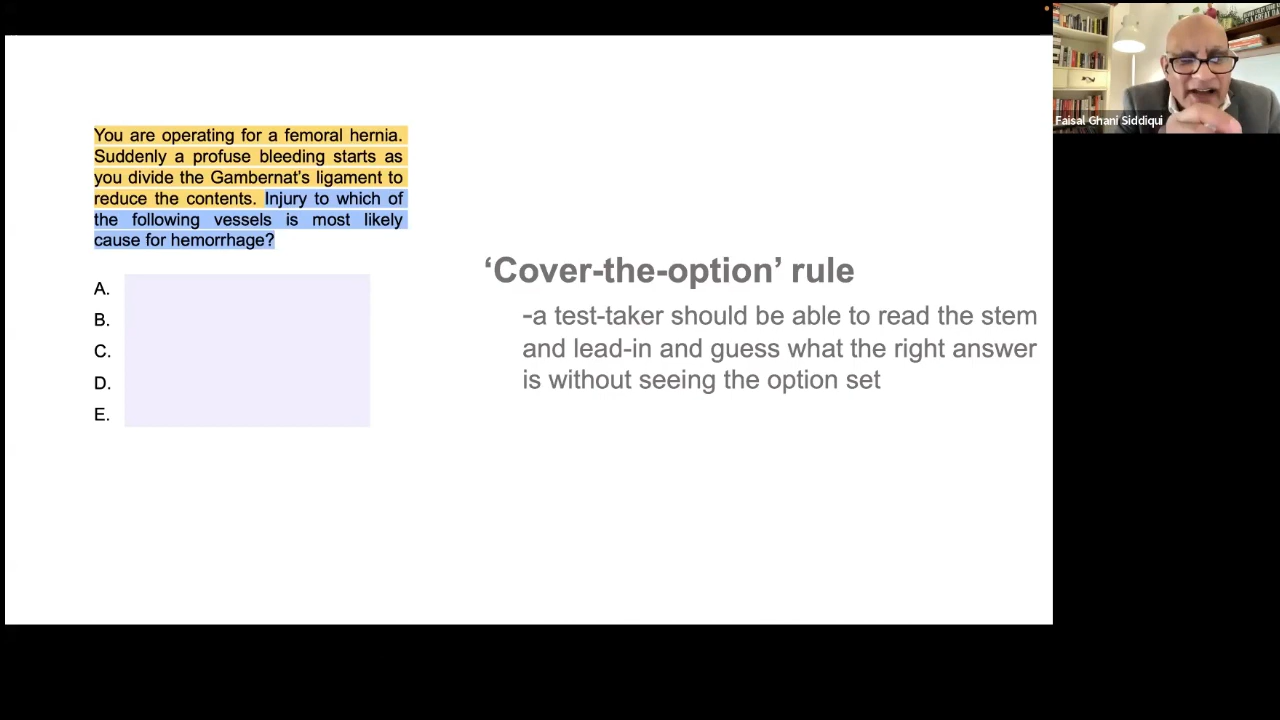 You are operating for a femoral hernia.
Suddenly a profuse bleeding starts as
you divide the Gambernat's ligament to
reduce the contents. Injury to which of
the following vessels is most likely
cause for hemorrhage?
A.
B.
C.
D.
E.
‘Cover-the-option’ rule
-a test-taker should be able to read the stem
and lead-in and guess what the right answer
is without seeing the option set
Faisal Ghani Siddiqui